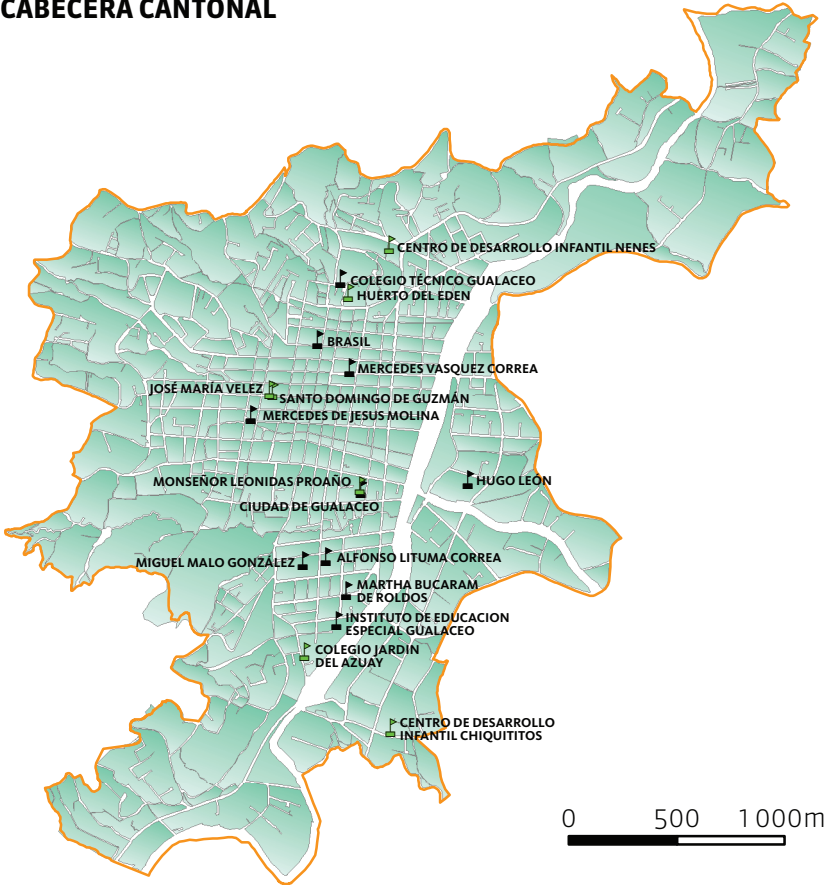 CABECERA CANTONAL
CENTRO DE DESARROLLO INFANTIL NENES
COLEGIO TÉCNICO GUALACEO
HUERTO DEL EDEN
BRASIL
MERCEDES VASQUEZ CORREA
JOSÉ MARÍA VELEZ
SANTO DOMINGO DE GUZMÁN
MERCEDES DE JESUS MOLINA
MONSEÑOR LEONIDAS PROAÑO
HUGO LEÓN
CIUDAD DE GUALACEO
MIGUEL MALO GONZÁLEZ
ALFONSO LITUMA CORREA
MARTHA BUCARAM
DE ROLDOS
INSTITUTO DE EDUCACION
ESPECIAL GUALACEO
COLEGIO JARDIN
DEL AZUAY
CENTRO DE DESARROLLO
INFANTIL CHIQUITITOS
0 500 1 000m